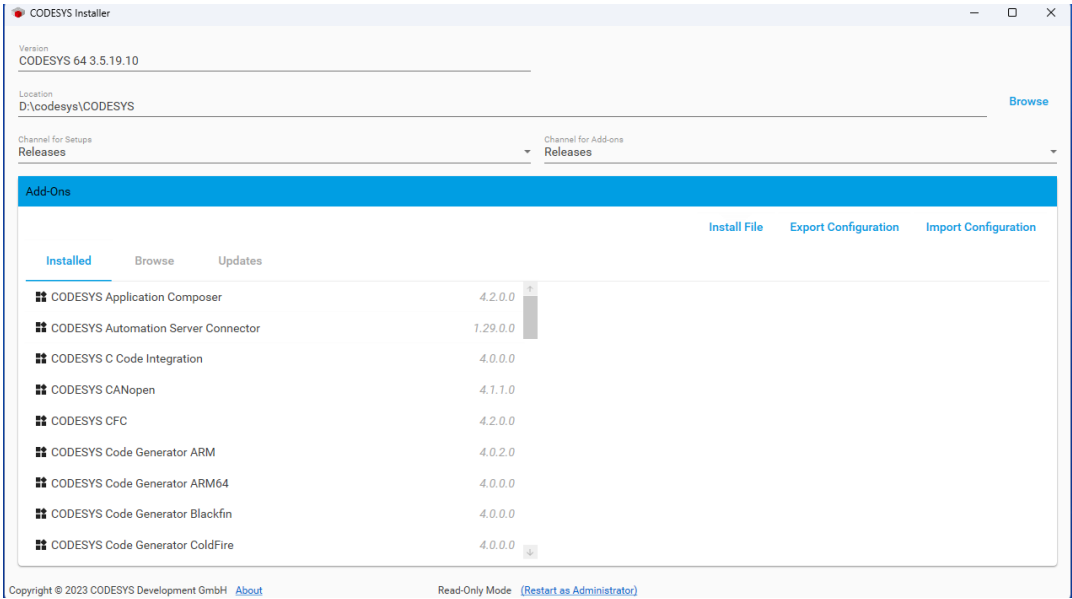 CODESYS Installer
Version
CODESYS 64 3.5.19.10
Location
D:\codesys\CODESYS
Browse
Channel for Setups
Releases
Channel for Add-ons
Releases
Add-Ons
Install File Export Configuration Import Configuration
Installed Browse Updates
CODESYS Application Composer 4.2.0.0
CODESYS Automation Server Connector 1.29.0.0
CODESYS C Code Integration 4.0.0.0
CODESYS CANopen 4.1.1.0
CODESYS CFC 4.2.0.0
CODESYS Code Generator ARM 4.0.2.0
CODESYS Code Generator ARM64 4.0.0.0
CODESYS Code Generator Blackfin 4.0.0.0
CODESYS Code Generator ColdFire 4.0.0.0
Copyright © 2023 CODESYS Development GmbH About Read-Only Mode (Restart as Administrator)